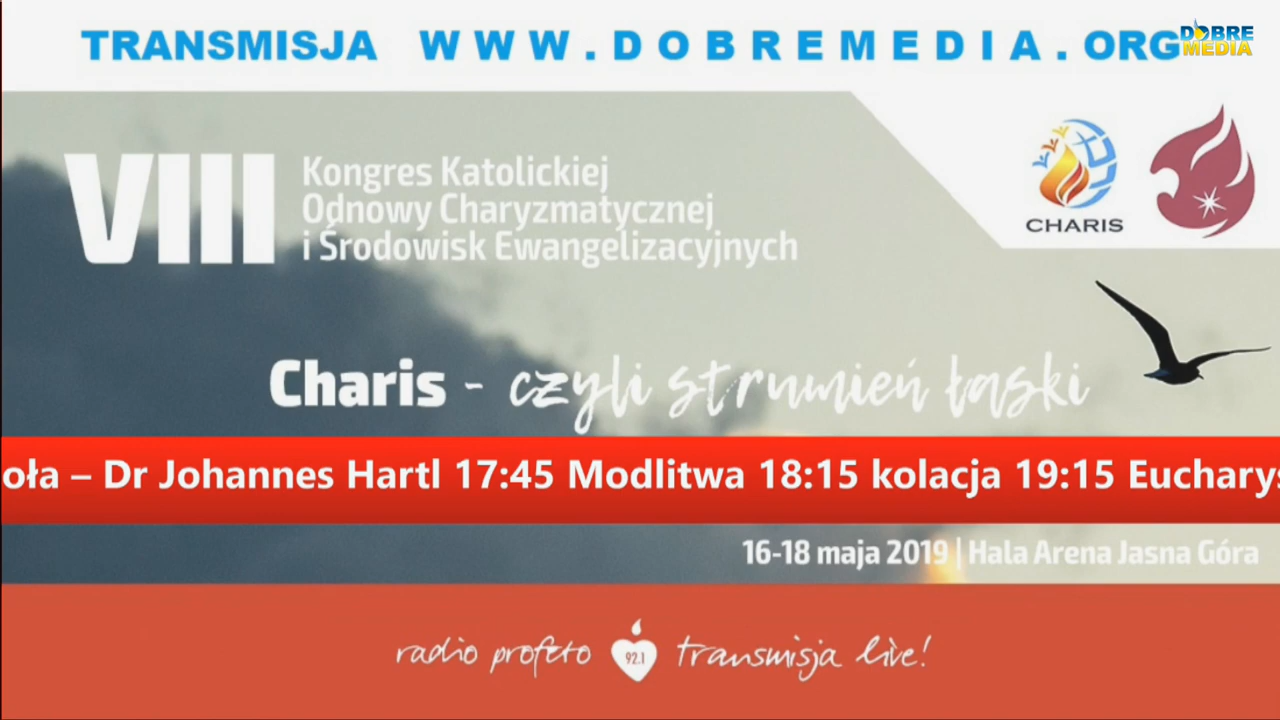 TRANSMISJA WWW.DOBREMEDIA.ORG
DOBRE
MEDIA
VIII
Kongres Katolickiej
Odnowy Charyzmatycznej
i Środowisk Ewangelizacyjnych
CHARIS
Charis - czyli strumień łaski
oła – Dr Johannes Hartl 17:45 Modlitwa 18:15 kolacja 19:15 Eucharys
16-18 maja 2019 | Hala Arena Jasna Góra
radio profeto 92.1 transmisja live!